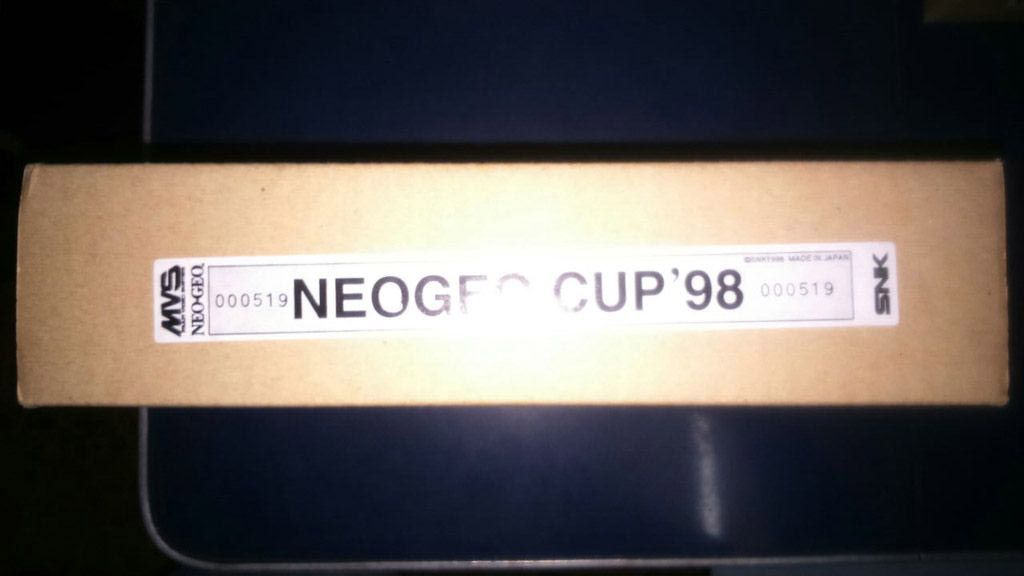 MVS
NEO·GEO
000519
NEOGEO CUP '98
000519
©SNK1998 MADE IN JAPAN
SNK